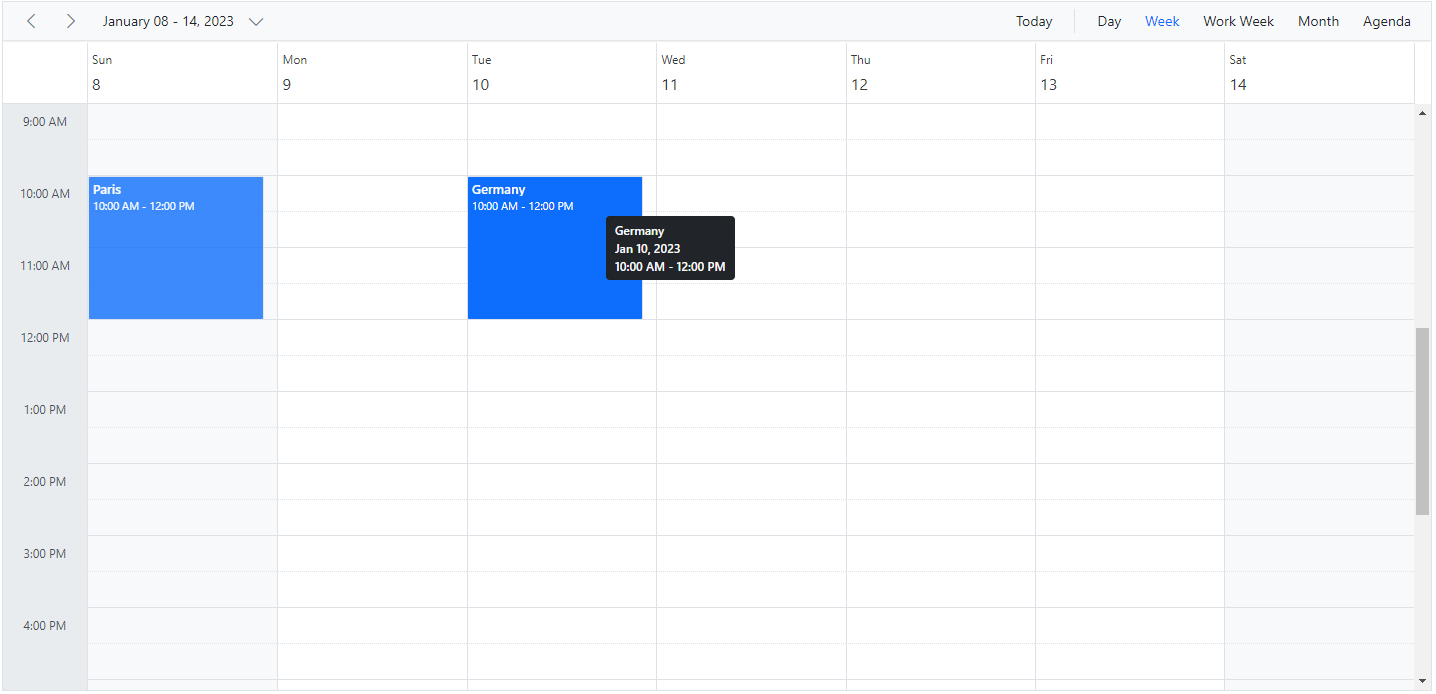 January 08 - 14, 2023 Today Day Week Work Week Month Agenda
Sun Mon Tue Wed Thu Fri Sat
8 9 10 11 12 13 14
9:00 AM
10:00 AM
Paris
10:00 AM - 12:00 PM
Germany
10:00 AM - 12:00 PM
Germany
Jan 10, 2023
10:00 AM - 12:00 PM
11:00 AM
12:00 PM
1:00 PM
2:00 PM
3:00 PM
4:00 PM